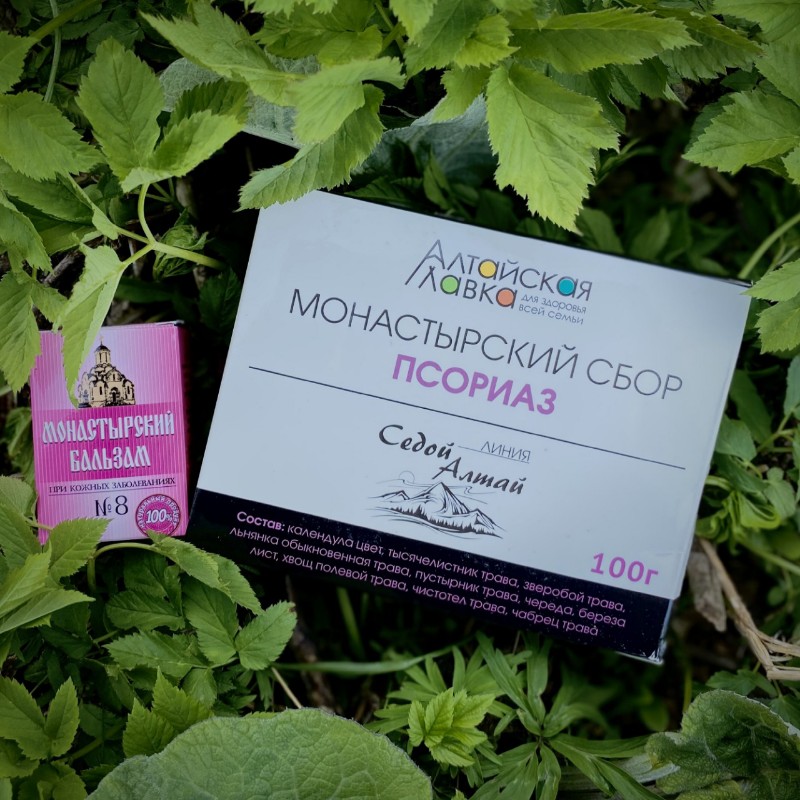 Алтайская
Лавка
для здоровья
всей семьи
МОНАСТЫРСКИЙ СБОР
ПСОРИАЗ
Седой
ЛИНИЯ
Алтай
100г
Состав: календула цвет, тысячелистник трава, зверобой трава,
льнянка обыкновенная трава, пустырник трава, череда, береза
лист, хвощ полевой трава, чистотел трава, чабрец трава
МОНАСТЫРСКИЙ
БАЛЬЗАМ
ПРИ КОЖНЫХ ЗАБОЛЕВАНИЯХ
№8
100%